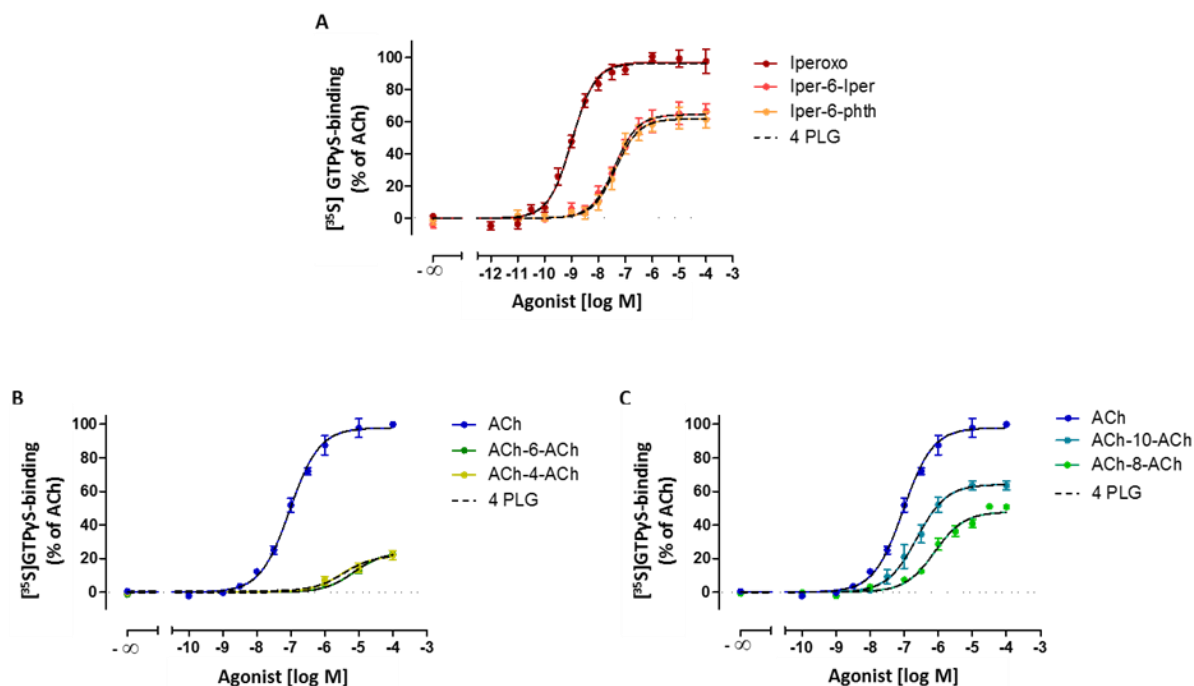 A
[³⁵S] GTPγS-binding
(% of ACh)
100
80
60
40
20
0
Iperoxo
Iper-6-Iper
Iper-6-phth
4 PLG
- ∞ -12 -11 -10 -9 -8 -7 -6 -5 -4 -3
Agonist [log M]
B
[³⁵S]GTPγS-binding
(% of ACh)
100
80
60
40
20
0
ACh
ACh-6-ACh
ACh-4-ACh
4 PLG
- ∞ -10 -9 -8 -7 -6 -5 -4 -3
Agonist [log M]
C
[³⁵S]GTPγS-binding
(% of ACh)
100
80
60
40
20
0
ACh
ACh-10-ACh
ACh-8-ACh
4 PLG
- ∞ -10 -9 -8 -7 -6 -5 -4 -3
Agonist [log M]